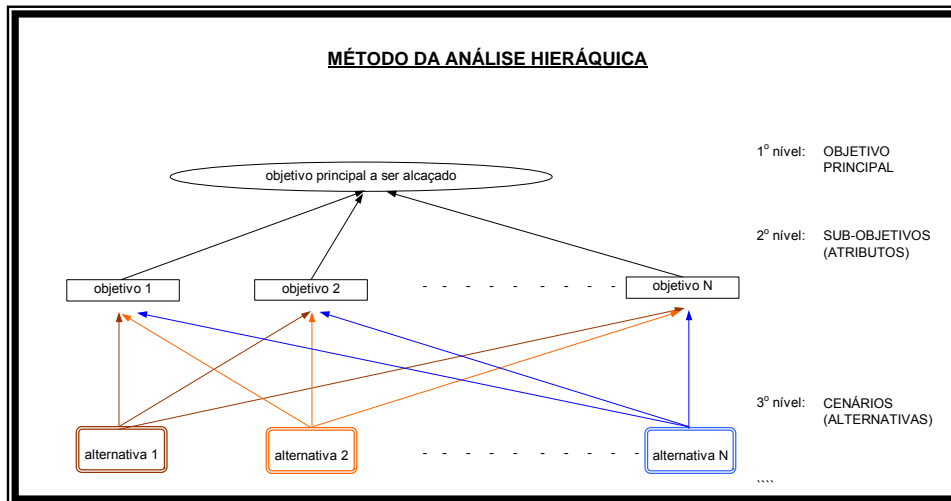 MÉTODO DA ANÁLISE HIERÁQUICA
1º nível: OBJETIVO
PRINCIPAL
objetivo principal a ser alcaçado
2º nível: SUB-OBJETIVOS
(ATRIBUTOS)
objetivo 1 objetivo 2 - - - - - - - - - - objetivo N
3º nível: CENÁRIOS
(ALTERNATIVAS)
alternativa 1 alternativa 2 - - - - - - - - - - - alternativa N
````